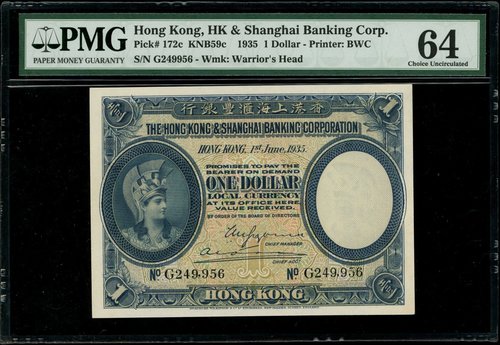 PMG
PAPER MONEY GUARANTY
Hong Kong, HK & Shanghai Banking Corp.
Pick# 172c KNB59c 1935 1 Dollar - Printer: BWC
S/N G249956 - Wmk: Warrior's Head
64
Choice Uncirculated
行銀豐滙海上港香
1
THE HONG KONG & SHANGHAI BANKING CORPORATION
HONG KONG, 1st June, 1935.
PROMISES TO PAY THE
BEARER ON DEMAND
ONE DOLLAR
LOCAL CURRENCY
AT ITS OFFICE HERE
VALUE RECEIVED.
BY ORDER OF THE BOARD OF DIRECTORS
CHIEF MANAGER
CHIEF ACCT
No G249,956 No G249,956
1 HONG KONG